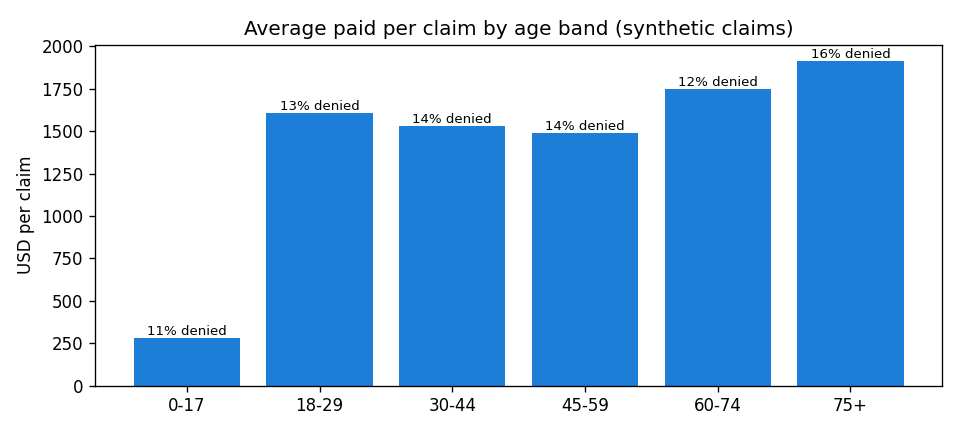 Average paid per claim by age band (synthetic claims)
USD per claim
2000
1750
1500
1250
1000
750
500
250
0
11% denied
13% denied
14% denied
14% denied
12% denied
16% denied
0-17
18-29
30-44
45-59
60-74
75+